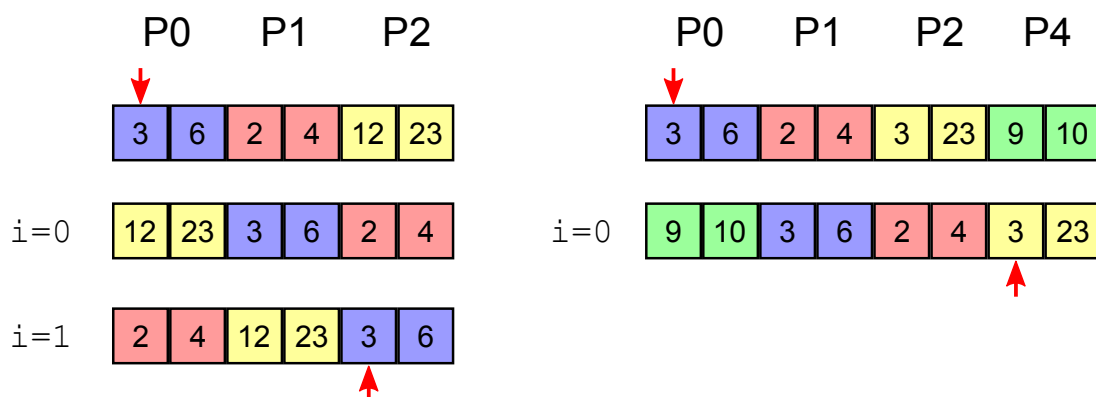 P0 P1 P2
3 6 2 4 12 23
i=0 12 23 3 6 2 4
i=1 2 4 12 23 3 6
P0 P1 P2 P4
3 6 2 4 3 23 9 10
i=0 9 10 3 6 2 4 3 23